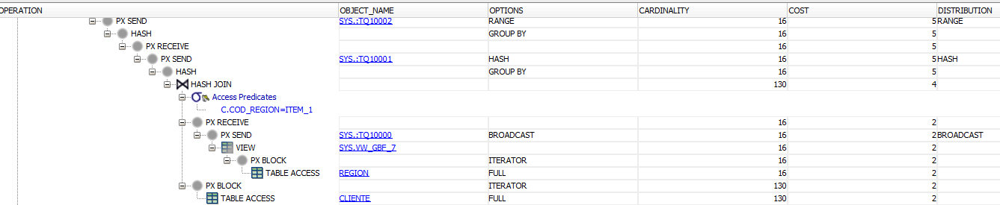 OPERATION OBJECT_NAME OPTIONS CARDINALITY COST DISTRIBUTION
PX SEND SYS.:TQ10002 RANGE 16 5 RANGE
HASH GROUP BY 16 5
PX RECEIVE 16 5
PX SEND SYS.:TQ10001 HASH 16 5 HASH
HASH GROUP BY 16 5
HASH JOIN 130 4
Access Predicates
C.COD_REGION=ITEM_1
PX RECEIVE 16 2
PX SEND SYS.:TQ10000 BROADCAST 16 2 BROADCAST
VIEW SYS.VW_GBF_7 16 2
PX BLOCK ITERATOR 16 2
TABLE ACCESS REGION FULL 16 2
PX BLOCK ITERATOR 130 2
TABLE ACCESS CLIENTE FULL 130 2